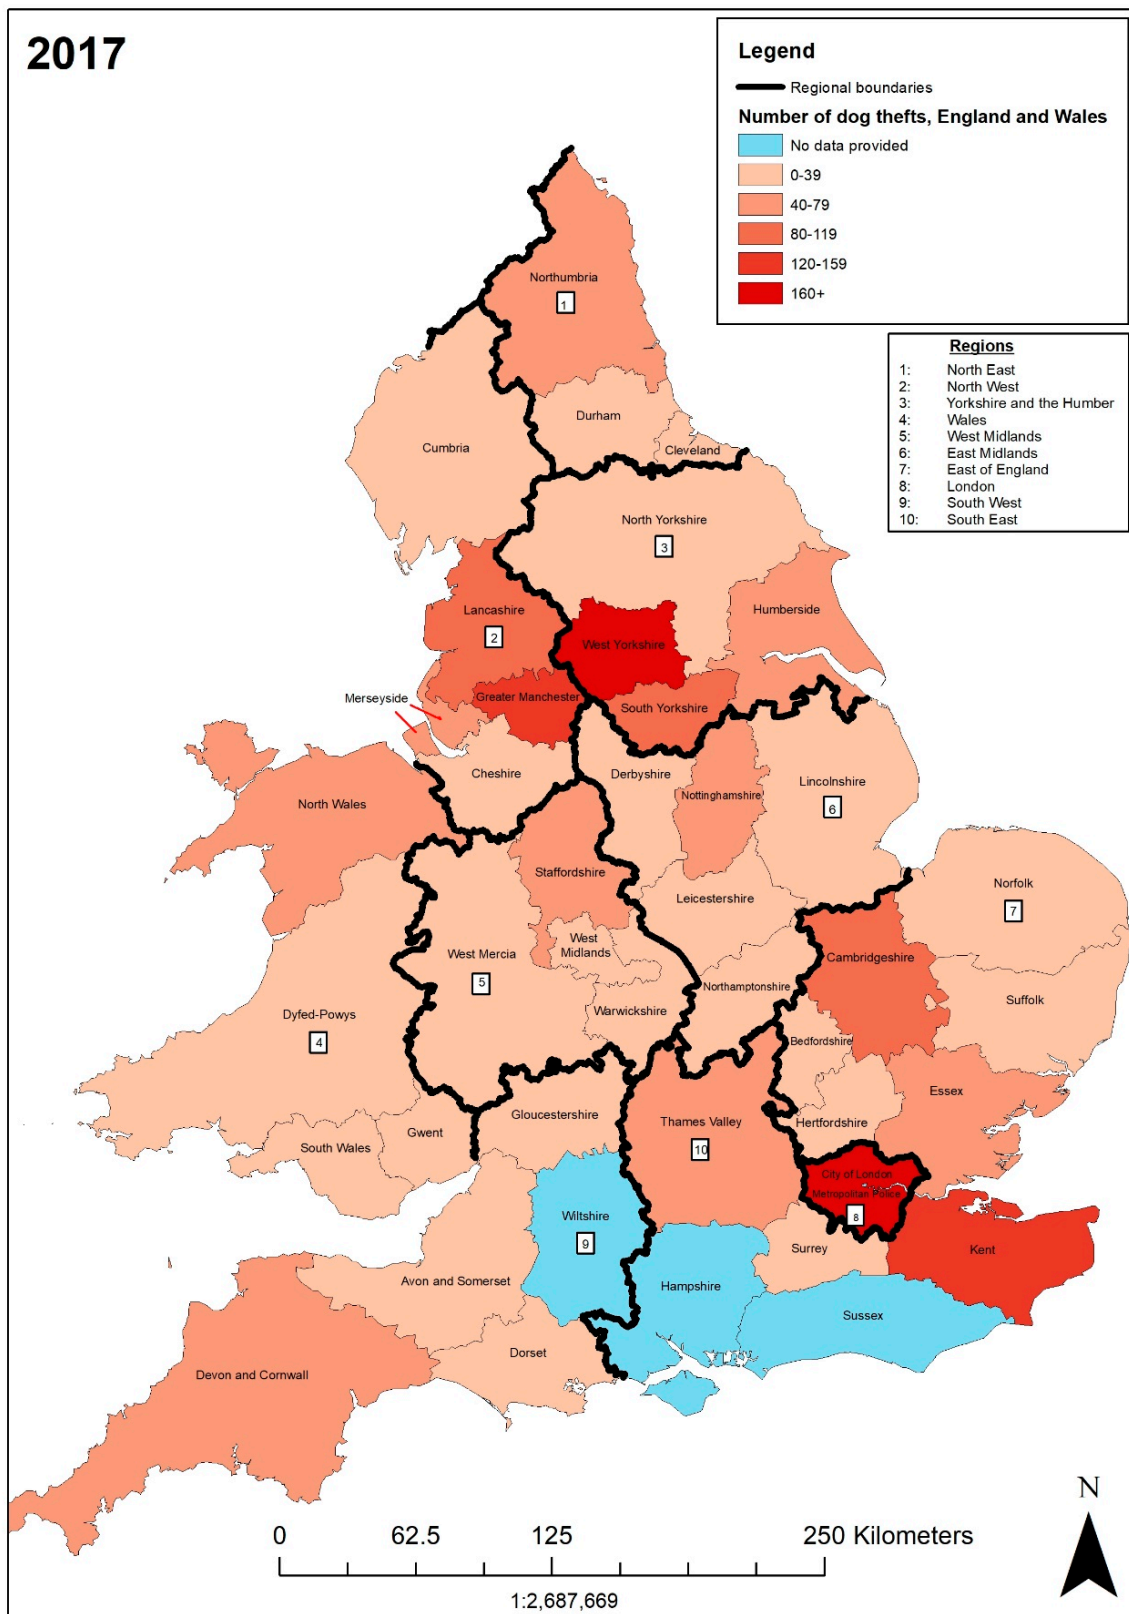 2017
Legend
Regional boundaries
Number of dog thefts, England and Wales
No data provided
0-39
40-79
80-119
120-159
160+
Regions
1: North East
2: North West
3: Yorkshire and the Humber
4: Wales
5: West Midlands
6: East Midlands
7: East of England
8: London
9: South West
10: South East
Northumbria
1
Durham
Cleveland
Cumbria
North Yorkshire
3
Humberside
Lancashire
2
West Yorkshire
Merseyside
Greater Manchester
South Yorkshire
Cheshire
Derbyshire
Nottinghamshire
Lincolnshire
6
North Wales
Staffordshire
Leicestershire
Norfolk
7
West
Midlands
West Mercia
5
Cambridgeshire
Northamptonshire
Suffolk
Warwickshire
Dyfed-Powys
4
Bedfordshire
Essex
Gloucestershire
Thames Valley
10
Hertfordshire
Gwent
South Wales
City of London
Metropolitan Police
8
Wiltshire
9
Surrey
Kent
Avon and Somerset
Hampshire
Sussex
Dorset
Devon and Cornwall
N
0 62.5 125 250 Kilometers
1:2,687,669